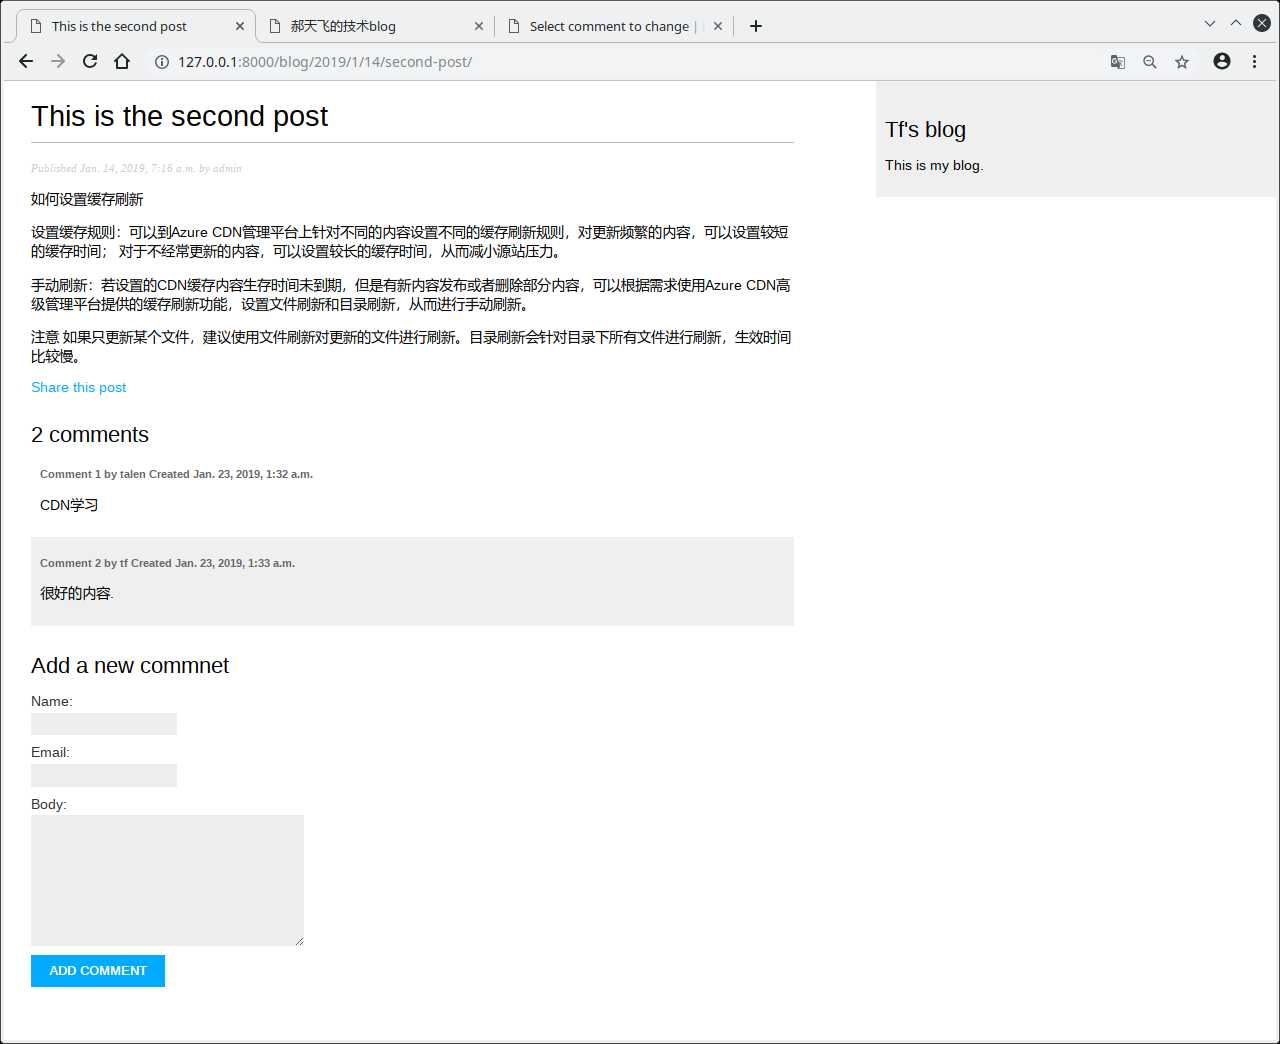 This is the second post
郝天飞的技术blog
Select comment to change |
127.0.0.1:8000/blog/2019/1/14/second-post/
This is the second post
Published Jan. 14, 2019, 7:16 a.m. by admin
如何设置缓存刷新
设置缓存规则：可以到Azure CDN管理平台上针对不同的内容设置不同的缓存刷新规则，对更新频繁的内容，可以设置较短
的缓存时间； 对于不经常更新的内容，可以设置较长的缓存时间，从而减小源站压力。
手动刷新：若设置的CDN缓存内容生存时间未到期，但是有新内容发布或者删除部分内容，可以根据需求使用Azure CDN高
级管理平台提供的缓存刷新功能，设置文件刷新和目录刷新，从而进行手动刷新。
注意 如果只更新某个文件，建议使用文件刷新对更新的文件进行刷新。目录刷新会针对目录下所有文件进行刷新，生效时间
比较慢。
Share this post
2 comments
Comment 1 by talen Created Jan. 23, 2019, 1:32 a.m.
CDN学习
Comment 2 by tf Created Jan. 23, 2019, 1:33 a.m.
很好的内容.
Add a new commnet
Name:
Email:
Body:
ADD COMMENT
Tf's blog
This is my blog.